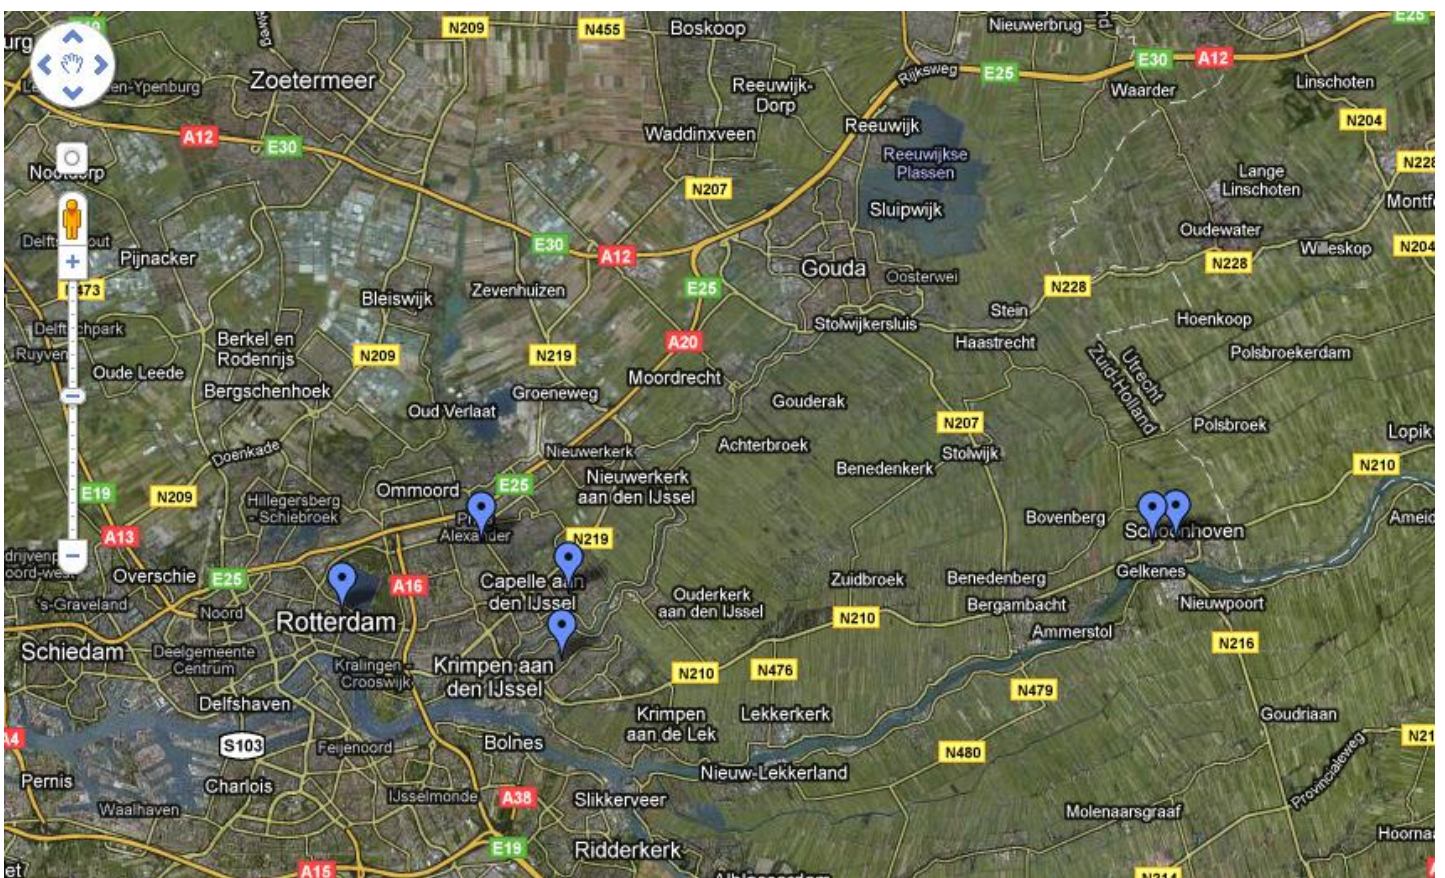 E19
N209
N455
Boskoop
Nieuwerbrug
E25
Zoetermeer
Rijksweg
E25
E30
A12
Linschoten
Reeuwijk-
Dorp
Waarder
A12
E30
Waddinxveen
Reeuwijk
N204
Reeuwijkse
Plassen
N207
Lange
Linschoten
Sluipwijk
Oudewater
Willeskop
N204
Pijnacker
E30
A12
Gouda
Oosterwei
N228
N228
E25
Bleiswijk
Zevenhuizen
Stein
Hoenkoop
Stolwijkersluis
Haastrecht
Berkel en
Rodenrijs
N209
N219
A20
Utrecht
Zuid-Holland
Polsbroekerdam
Oude Leede
Bergschenhoek
Moordrecht
Groeneweg
Gouderak
Oud Verlaat
N207
Polsbroek
Lopik
Doenkade
Nieuwerkerk
Achterbroek
Stolwijk
Benedenkerk
N210
Nieuwerkerk
aan den IJssel
E19
N209
Ommoord
E25
Hillegersberg
- Schiebroek
Alexander
Bovenberg
Schoonhoven
A13
N219
Overschie
E25
A16
Capelle aan
den IJssel
Zuidbroek
Benedenberg
Gelkenes
's-Graveland
Noord
Ouderkerk
aan den IJssel
Bergambacht
Nieuwpoort
Rotterdam
N210
Ammerstol
N216
Schiedam
Deelgemeente
Centrum
Kralingen -
Crooswijk
Krimpen aan
den IJssel
N210
N476
N479
Delfshaven
Krimpen
aan de Lek
Lekkerkerk
Goudriaan
A4
S103
Feijenoord
Bolnes
N480
Provincialeweg
Pernis
Charlois
Nieuw-Lekkerland
Waalhaven
IJsselmonde
A38
Slikkerveer
Molenaarsgraaf
E19
Ridderkerk
A15